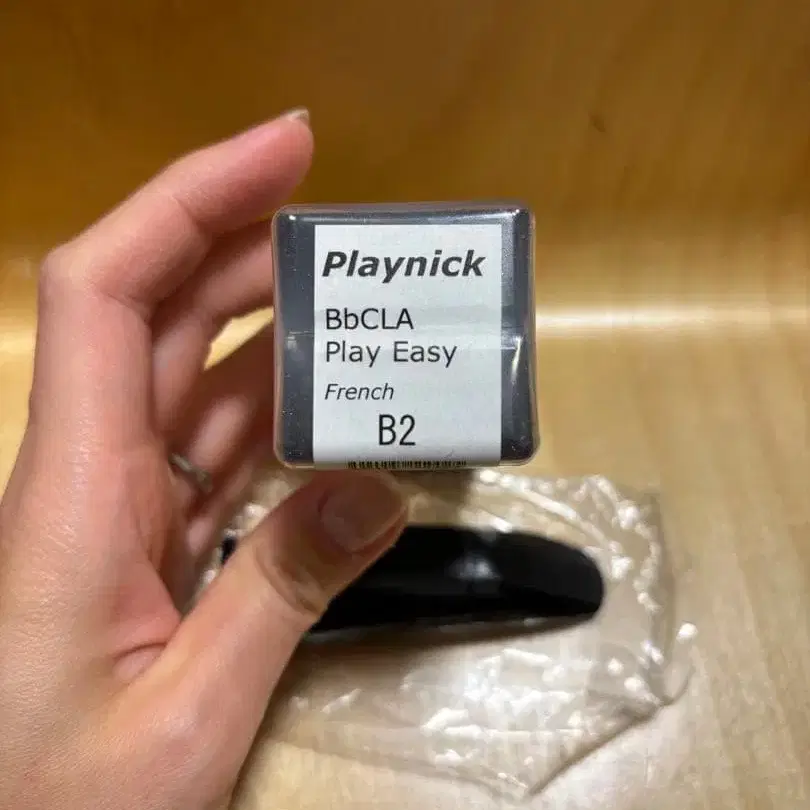 Playnick
BbCLA
Play Easy
French
B2